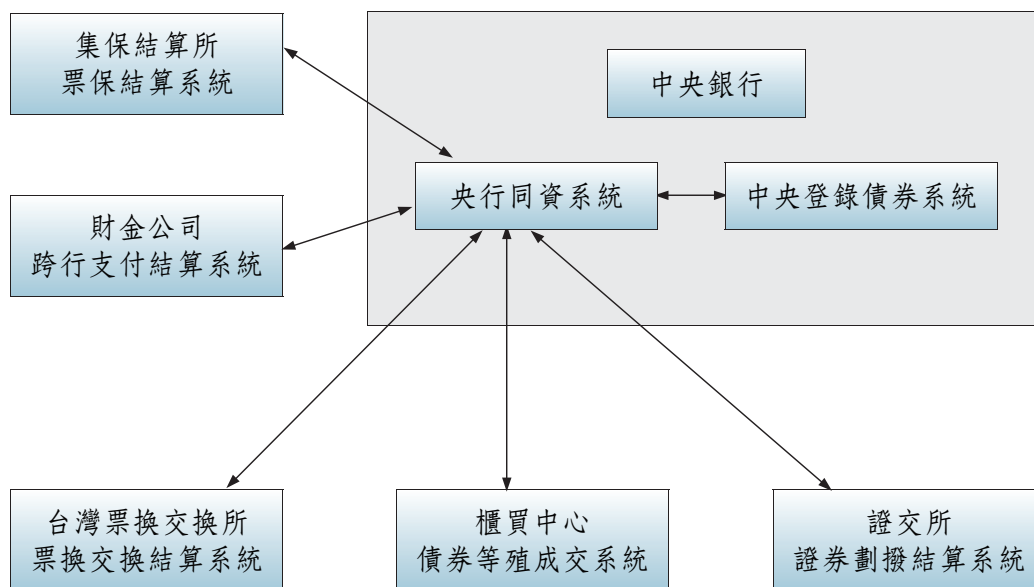 集保結算所
票保結算系統
中央銀行
央行同資系統
中央登錄債券系統
財金公司
跨行支付結算系統
台灣票換交換所
票換交換結算系統
櫃買中心
債券等殖成交系統
證交所
證券劃撥結算系統